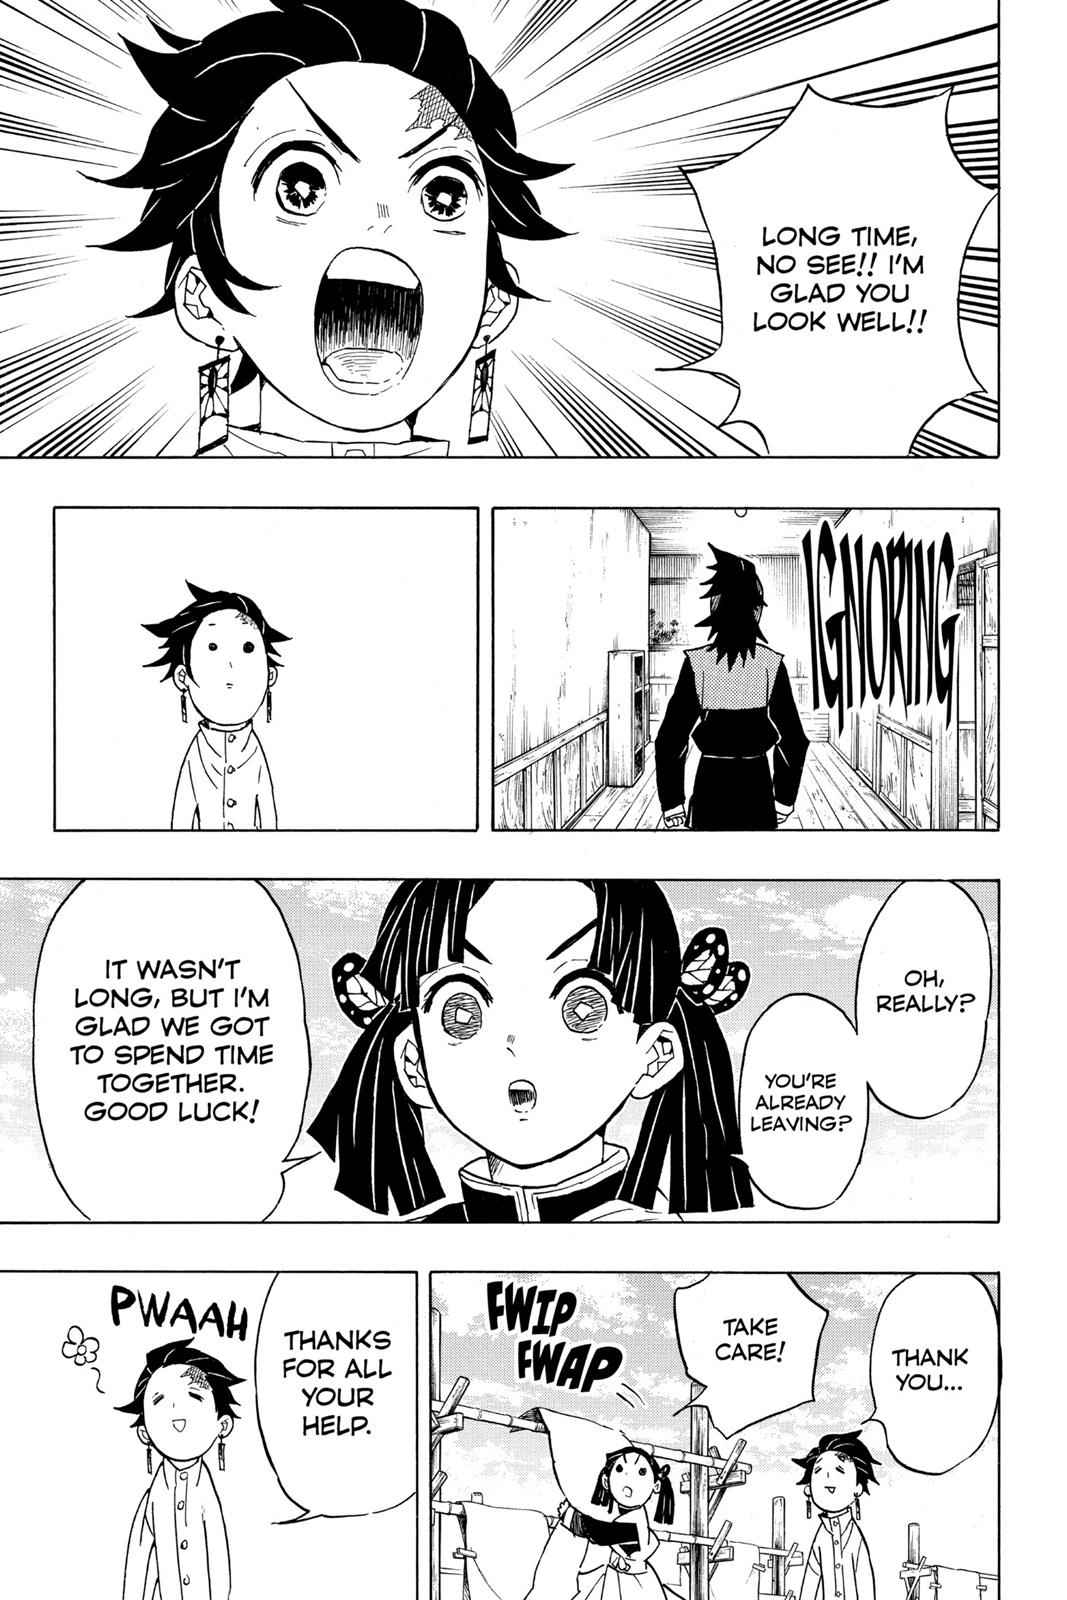 LONG TIME,
NO SEE!! I'M
GLAD YOU
LOOK WELL!!
IGNORING
OH,
REALLY?
YOU'RE
ALREADY
LEAVING?
IT WASN'T
LONG, BUT I'M
GLAD WE GOT
TO SPEND TIME
TOGETHER.
GOOD LUCK!
THANK
YOU...
TAKE
CARE!
FWIP
FWAP
THANKS
FOR ALL
YOUR
HELP.
PWAAH